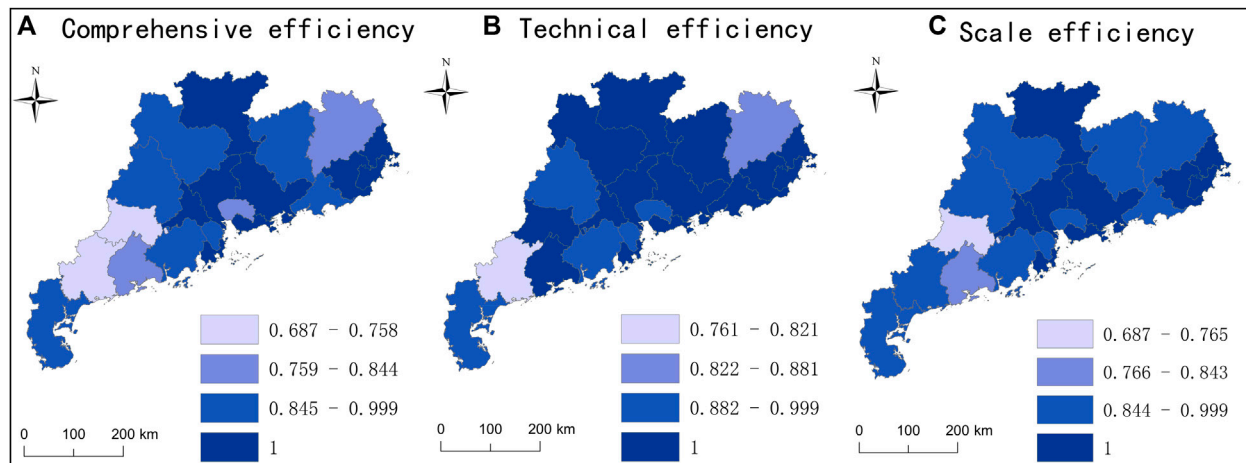 A Comprehensive efficiency
N
0.687 - 0.758
0.759 - 0.844
0.845 - 0.999
1
0 100 200 km
B Technical efficiency
N
0.761 - 0.821
0.822 - 0.881
0.882 - 0.999
1
0 100 200 km
C Scale efficiency
N
0.687 - 0.765
0.766 - 0.843
0.844 - 0.999
1
0 100 200 km